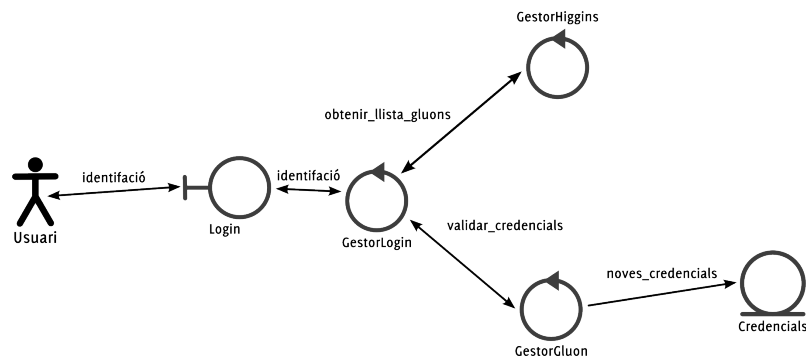 GestorHiggins
obtenir_llista_gluons
identifació
identifació
Usuari
Login
GestorLogin
validar_credencials
noves_credencials
Credencials
GestorGluon